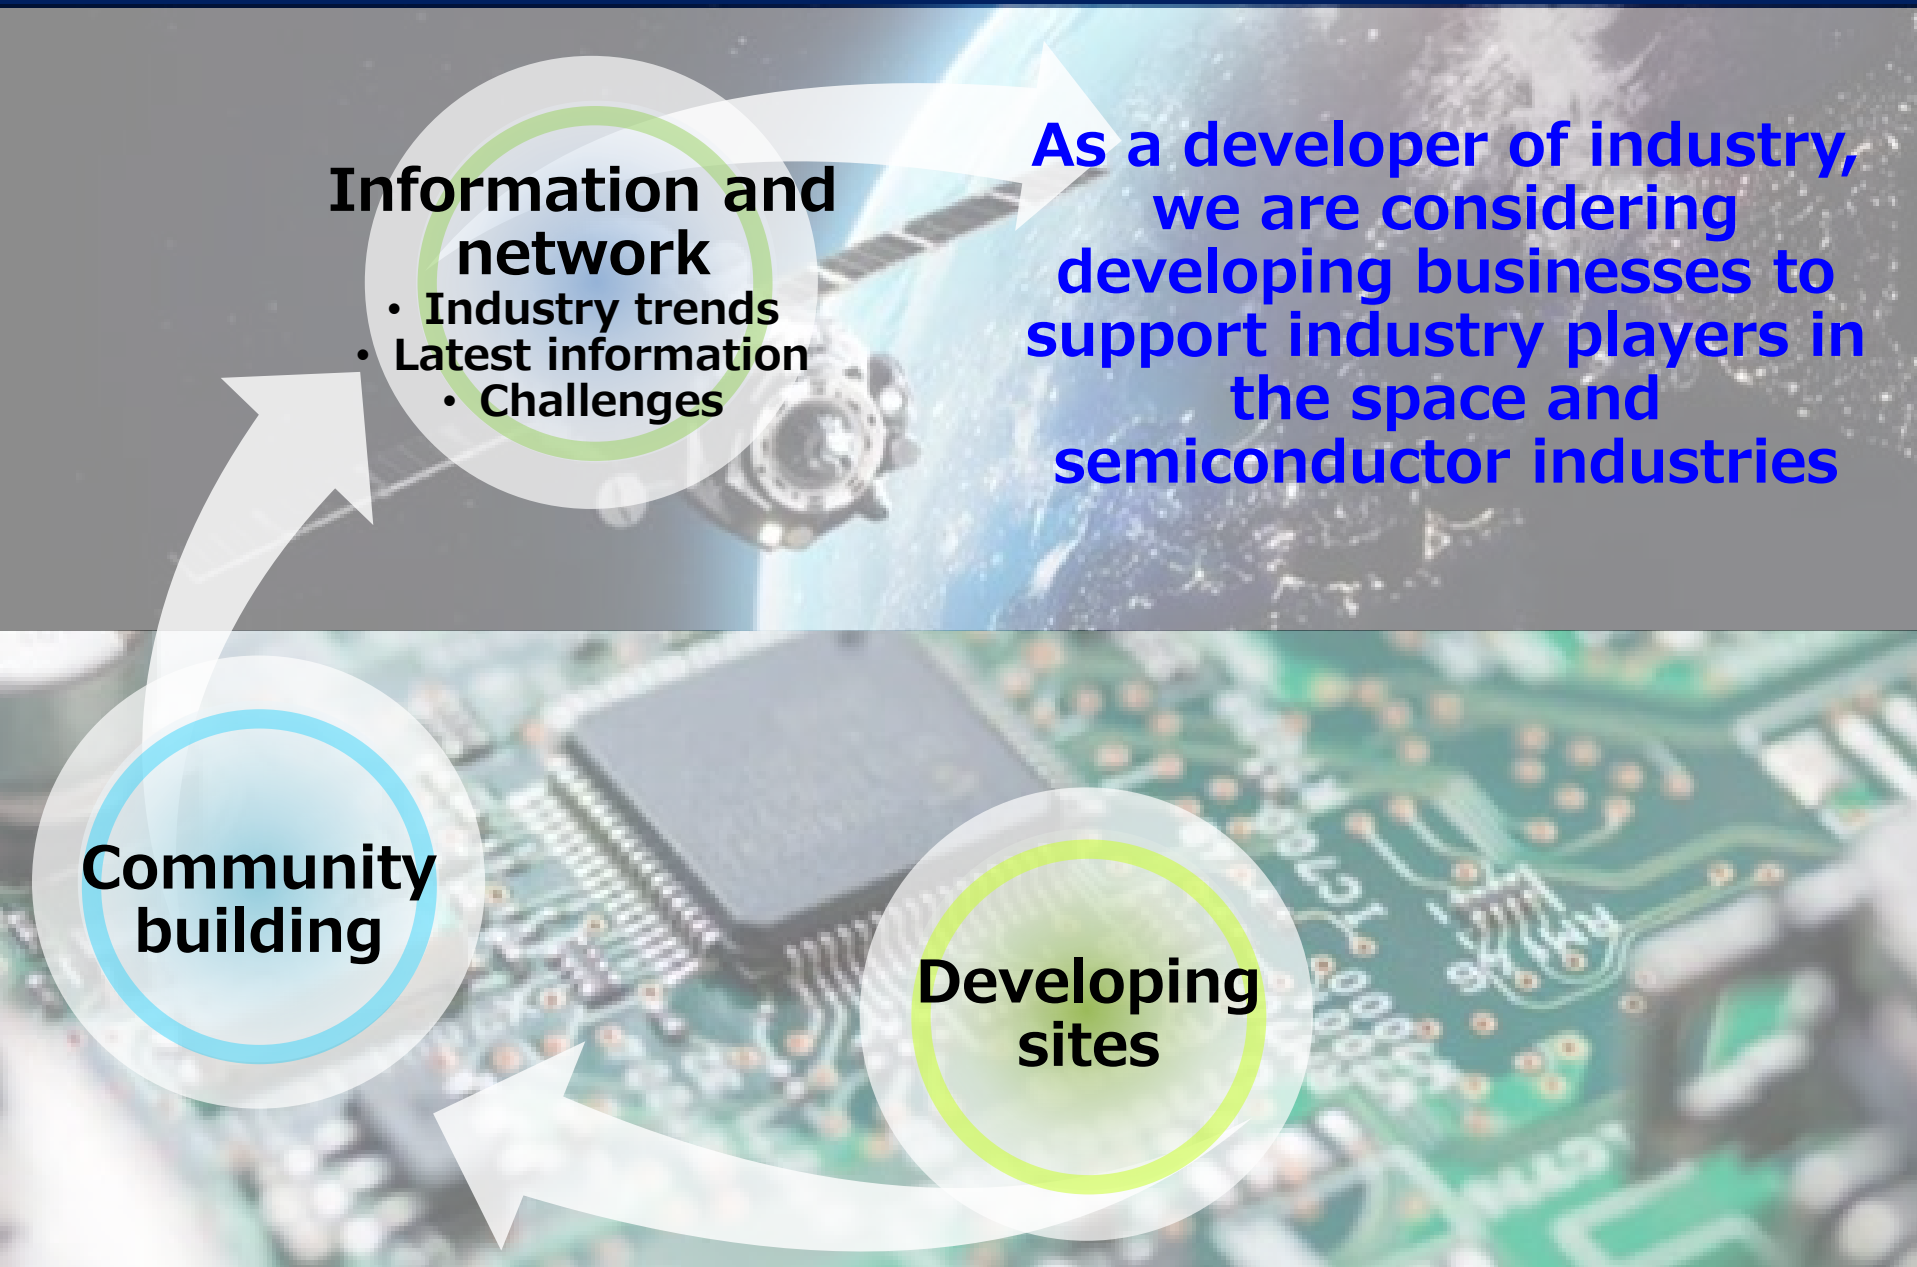 Information and
network
• Industry trends
• Latest information
• Challenges
As a developer of industry,
we are considering
developing businesses to
support industry players in
the space and
semiconductor industries
Community
building
Developing
sites